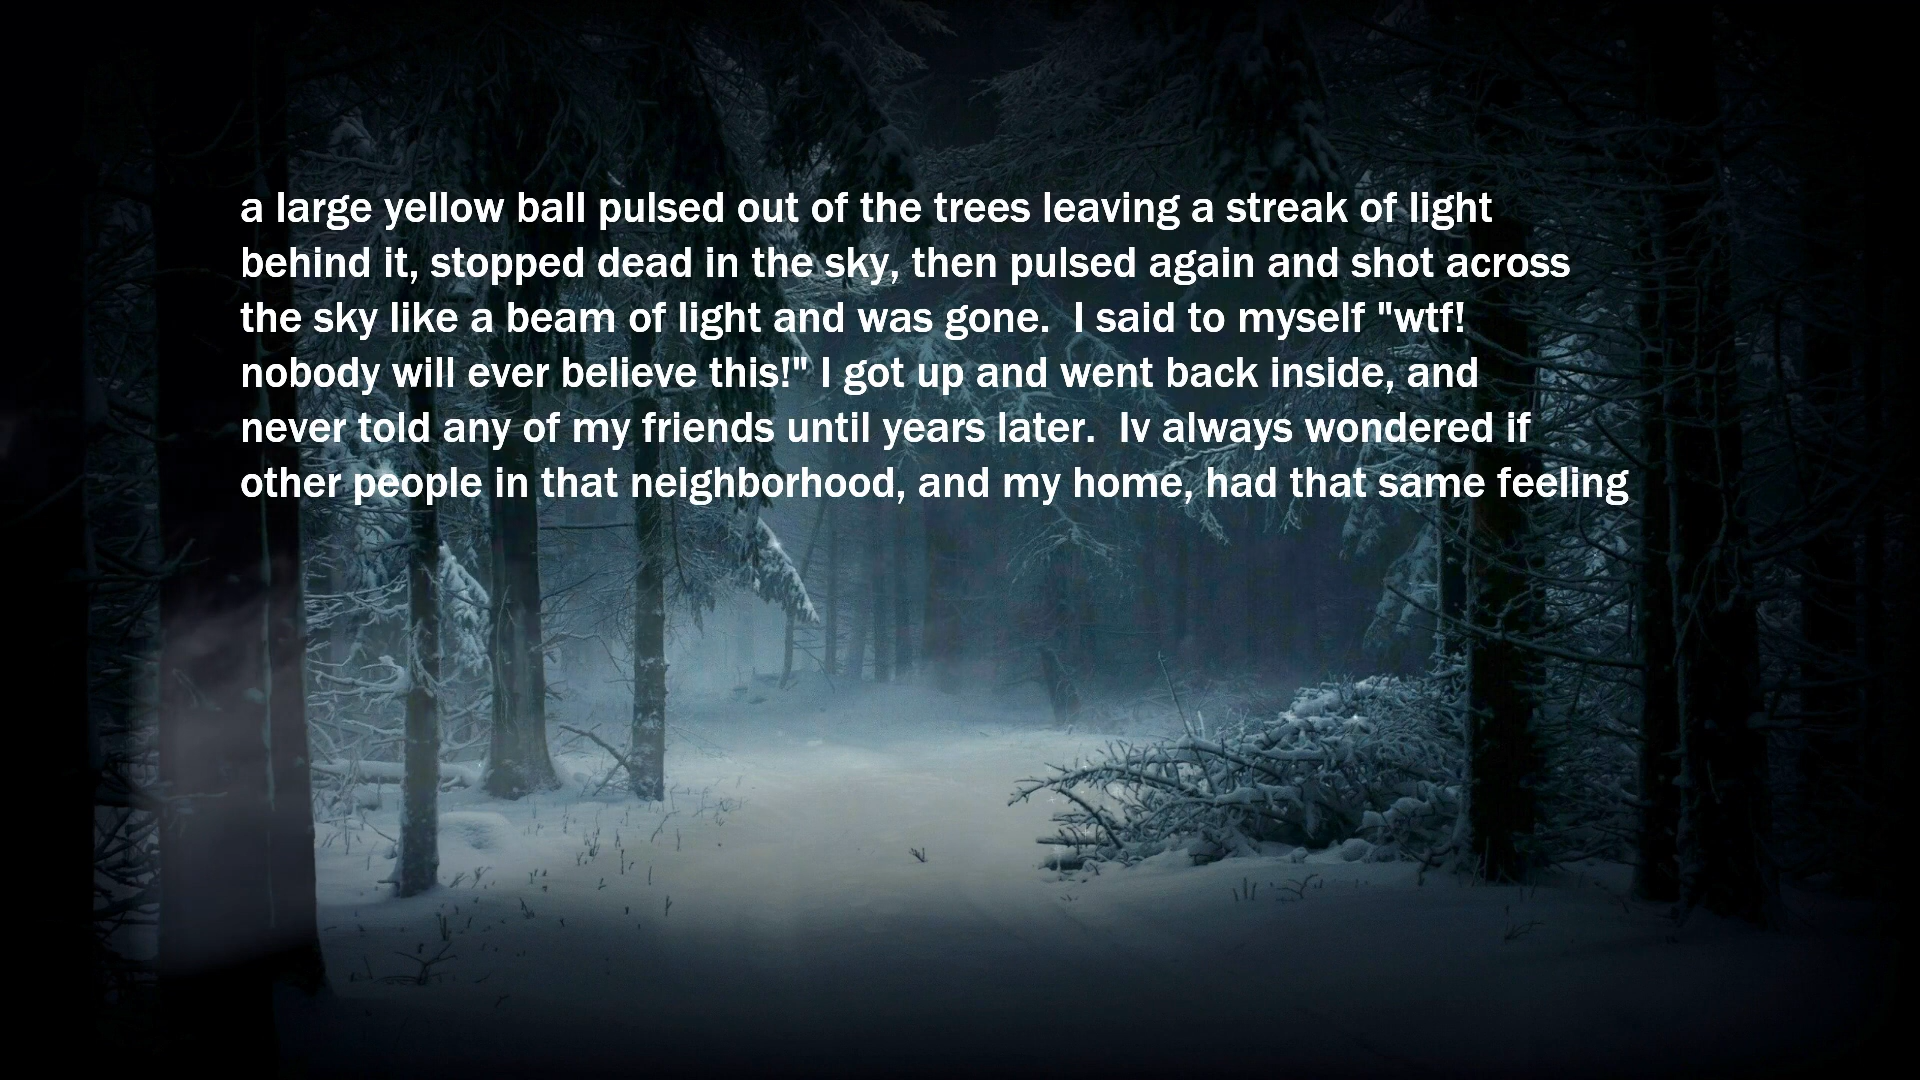 a large yellow ball pulsed out of the trees leaving a streak of light
behind it, stopped dead in the sky, then pulsed again and shot across
the sky like a beam of light and was gone.  I said to myself "wtf!
nobody will ever believe this!" I got up and went back inside, and
never told any of my friends until years later.  Iv always wondered if
other people in that neighborhood, and my home, had that same feeling